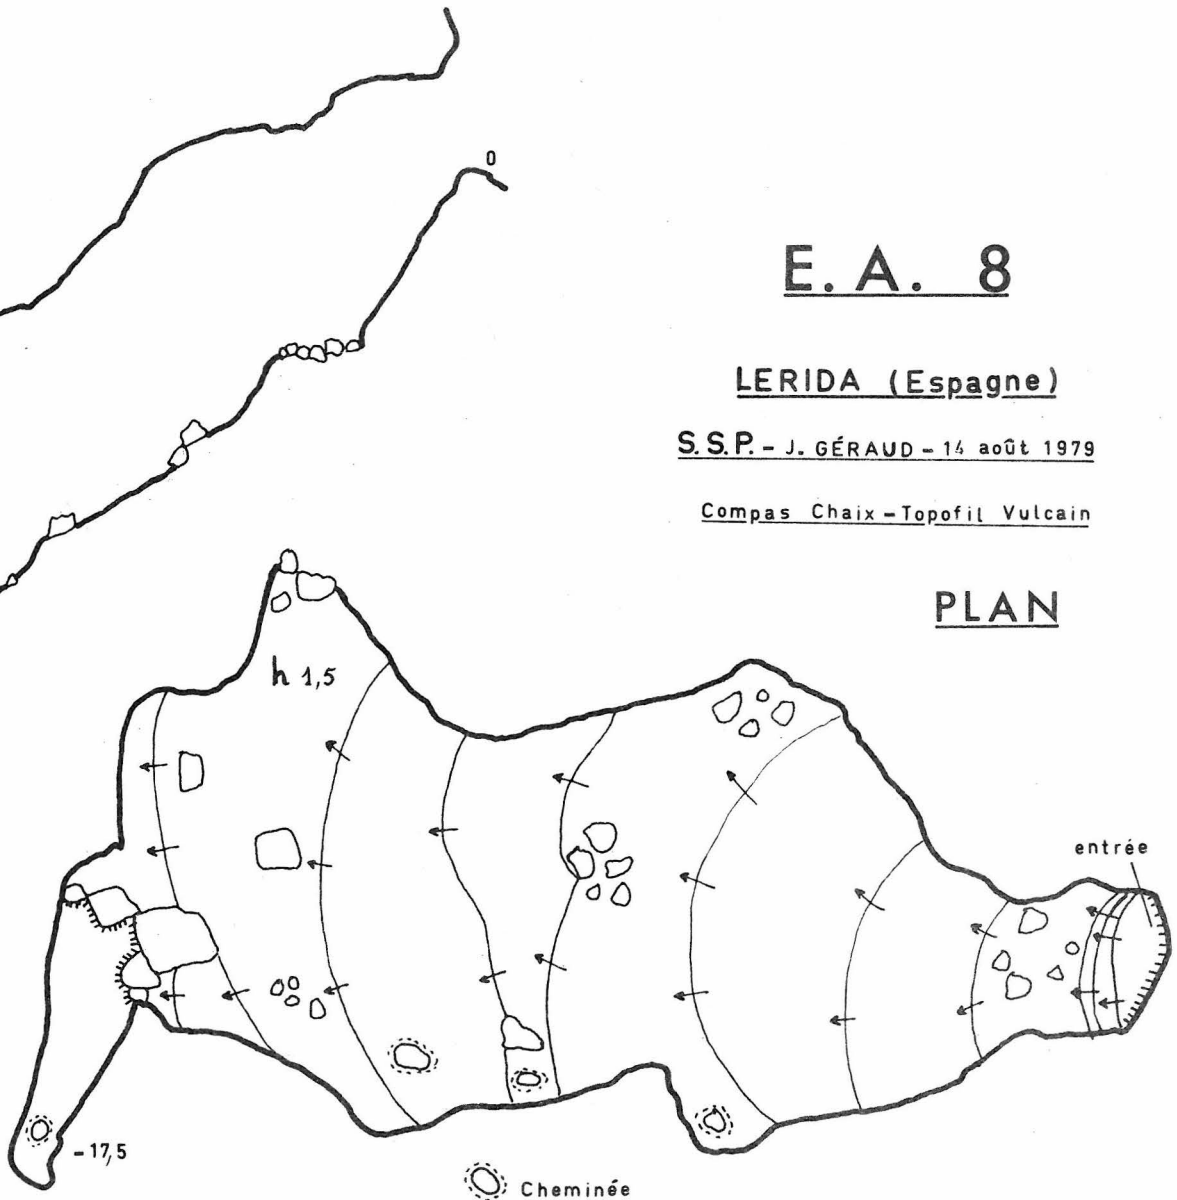 0
E. A. 8
LERIDA (Espagne)
S.S.P. - J. GÉRAUD - 14 août 1979
Compas Chaix - Topofil Vulcain
PLAN
h 1,5
entrée
-17,5
Cheminée